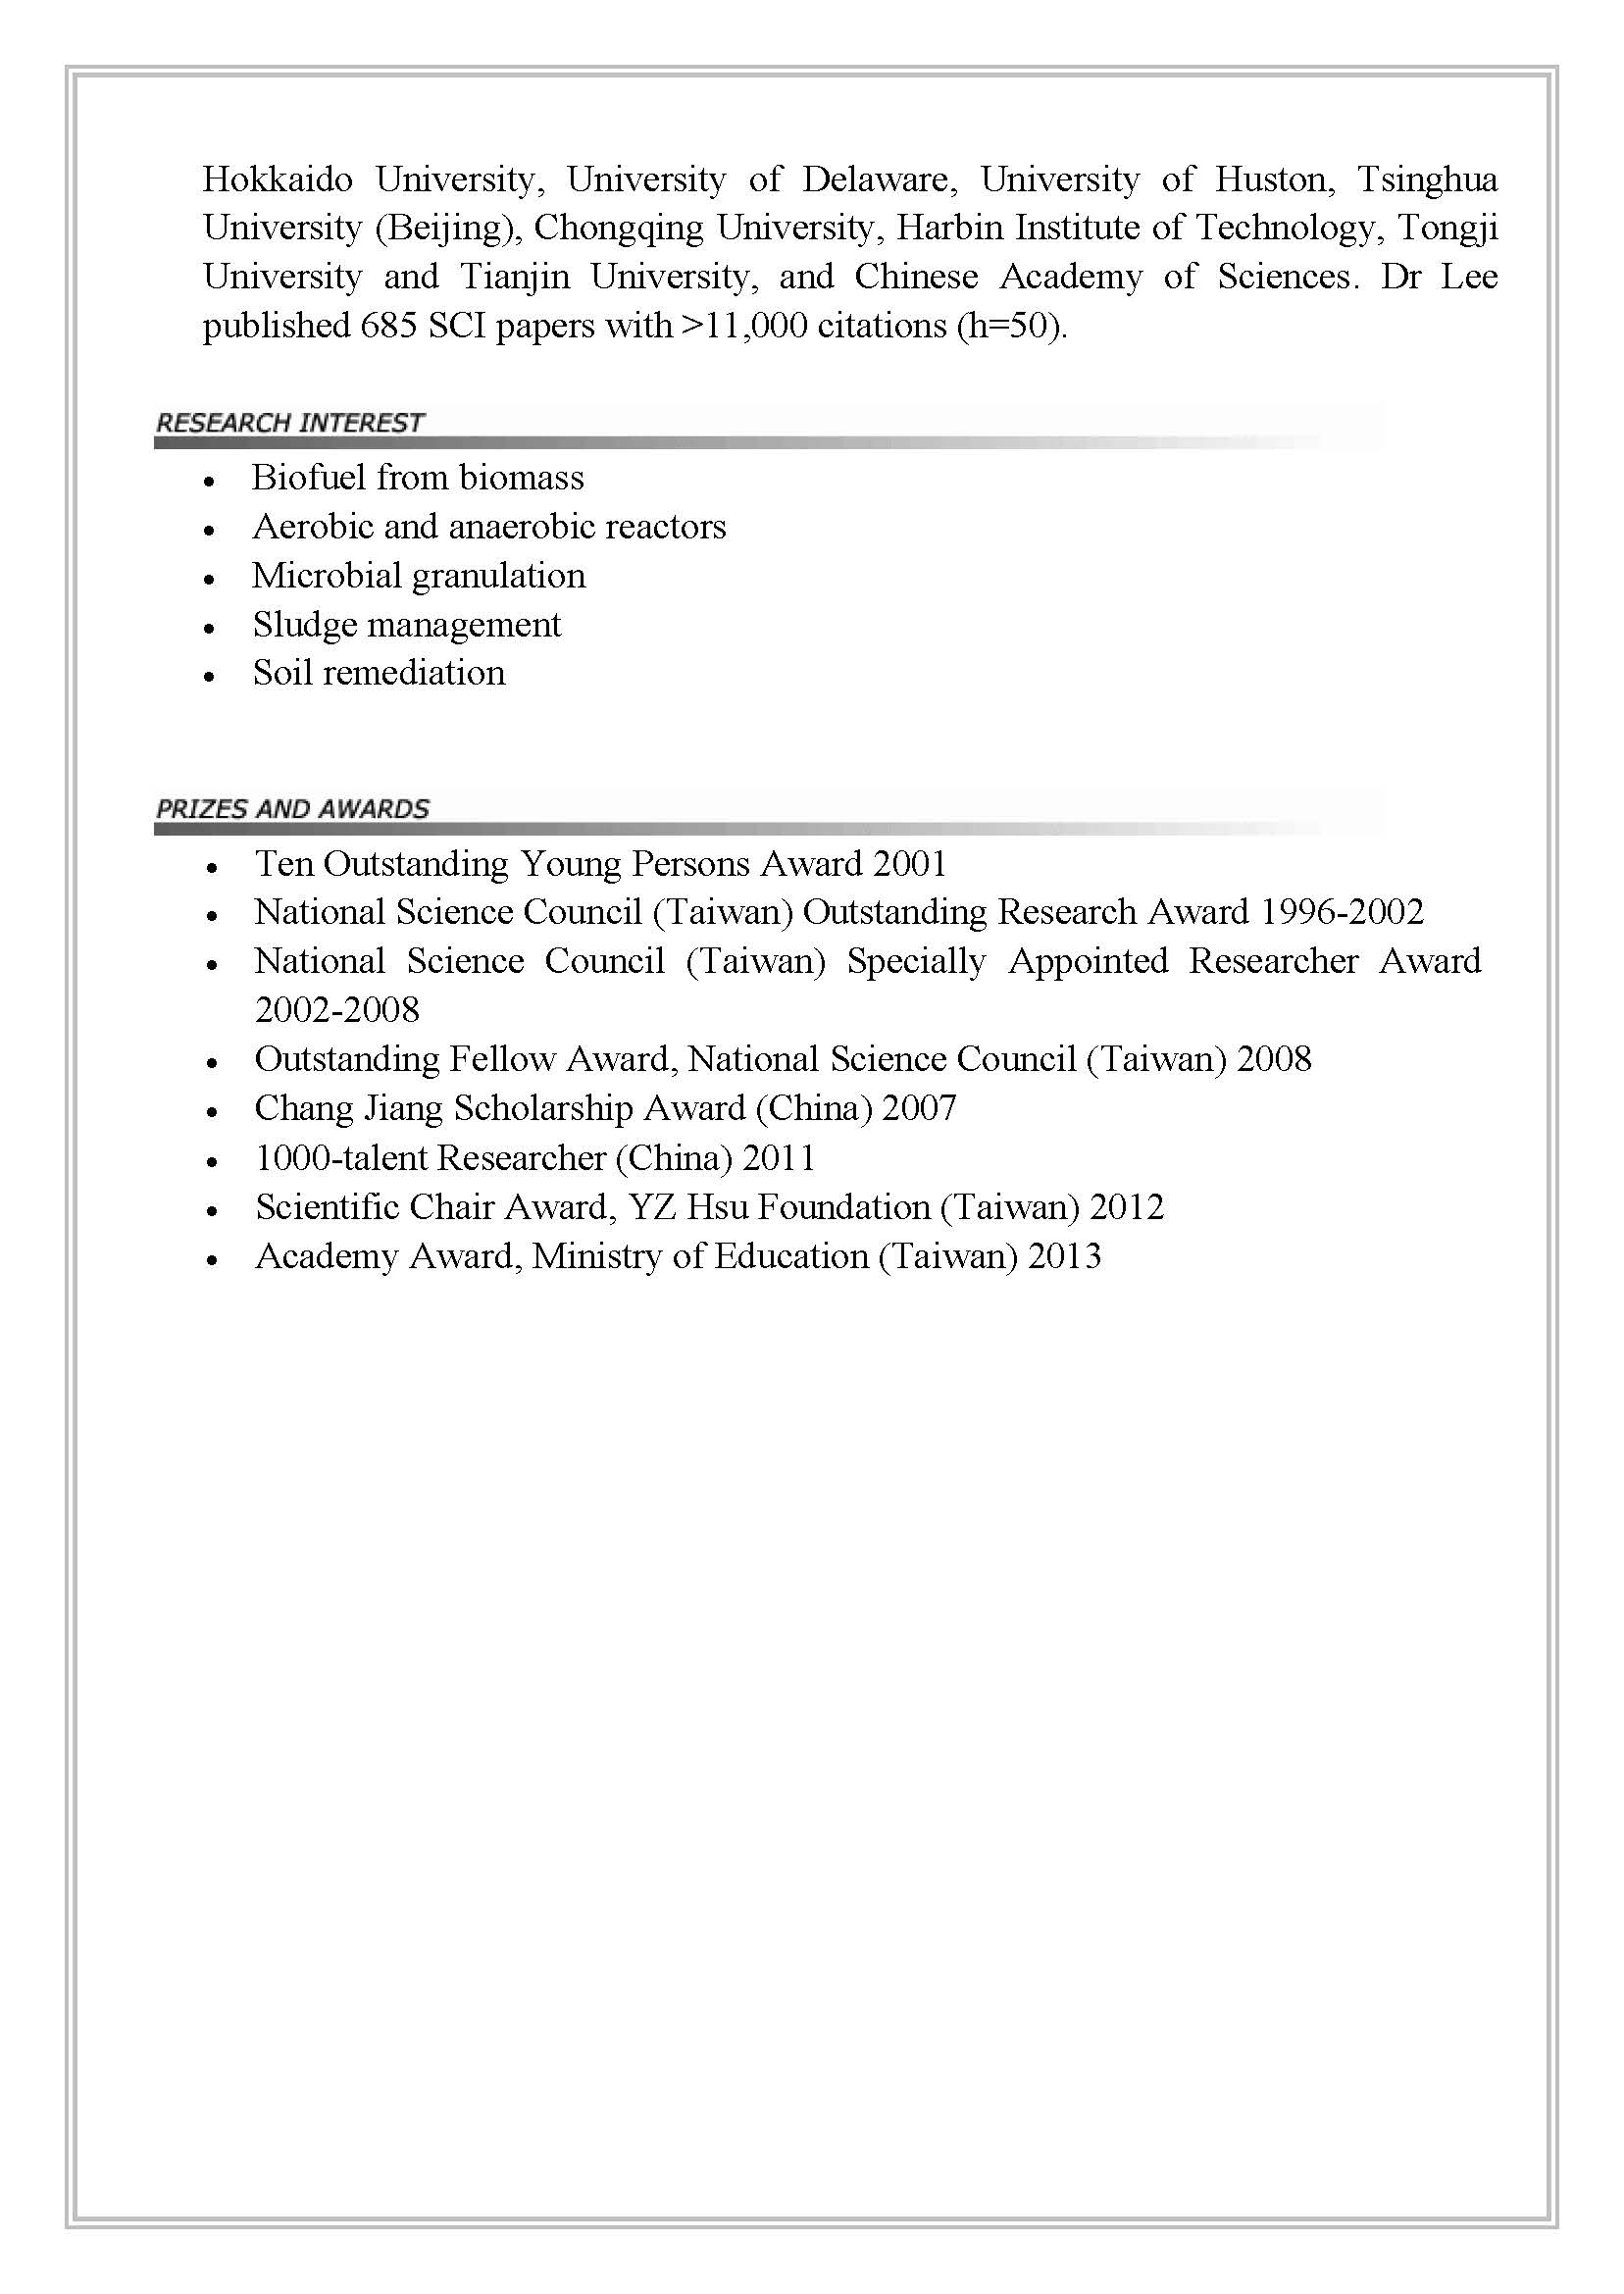 Hokkaido University, University of Delaware, University of Huston, Tsinghua
University (Beijing), Chongqing University, Harbin Institute of Technology, Tongji
University and Tianjin University, and Chinese Academy of Sciences. Dr Lee
published 685 SCI papers with >11,000 citations (h=50).
RESEARCH INTEREST
• Biofuel from biomass
• Aerobic and anaerobic reactors
• Microbial granulation
• Sludge management
• Soil remediation
PRIZES AND AWARDS
• Ten Outstanding Young Persons Award 2001
• National Science Council (Taiwan) Outstanding Research Award 1996-2002
• National Science Council (Taiwan) Specially Appointed Researcher Award
2002-2008
• Outstanding Fellow Award, National Science Council (Taiwan) 2008
• Chang Jiang Scholarship Award (China) 2007
• 1000-talent Researcher (China) 2011
• Scientific Chair Award, YZ Hsu Foundation (Taiwan) 2012
• Academy Award, Ministry of Education (Taiwan) 2013